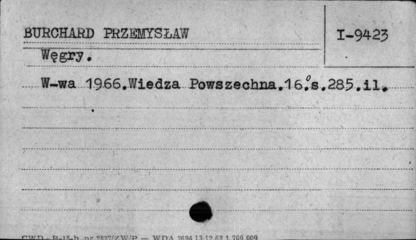 BURCHARD PRZEMYSŁAW
I-9423
Węgry.
W-wa 1966.Wiedza Powszechna.16.°s.285.il.